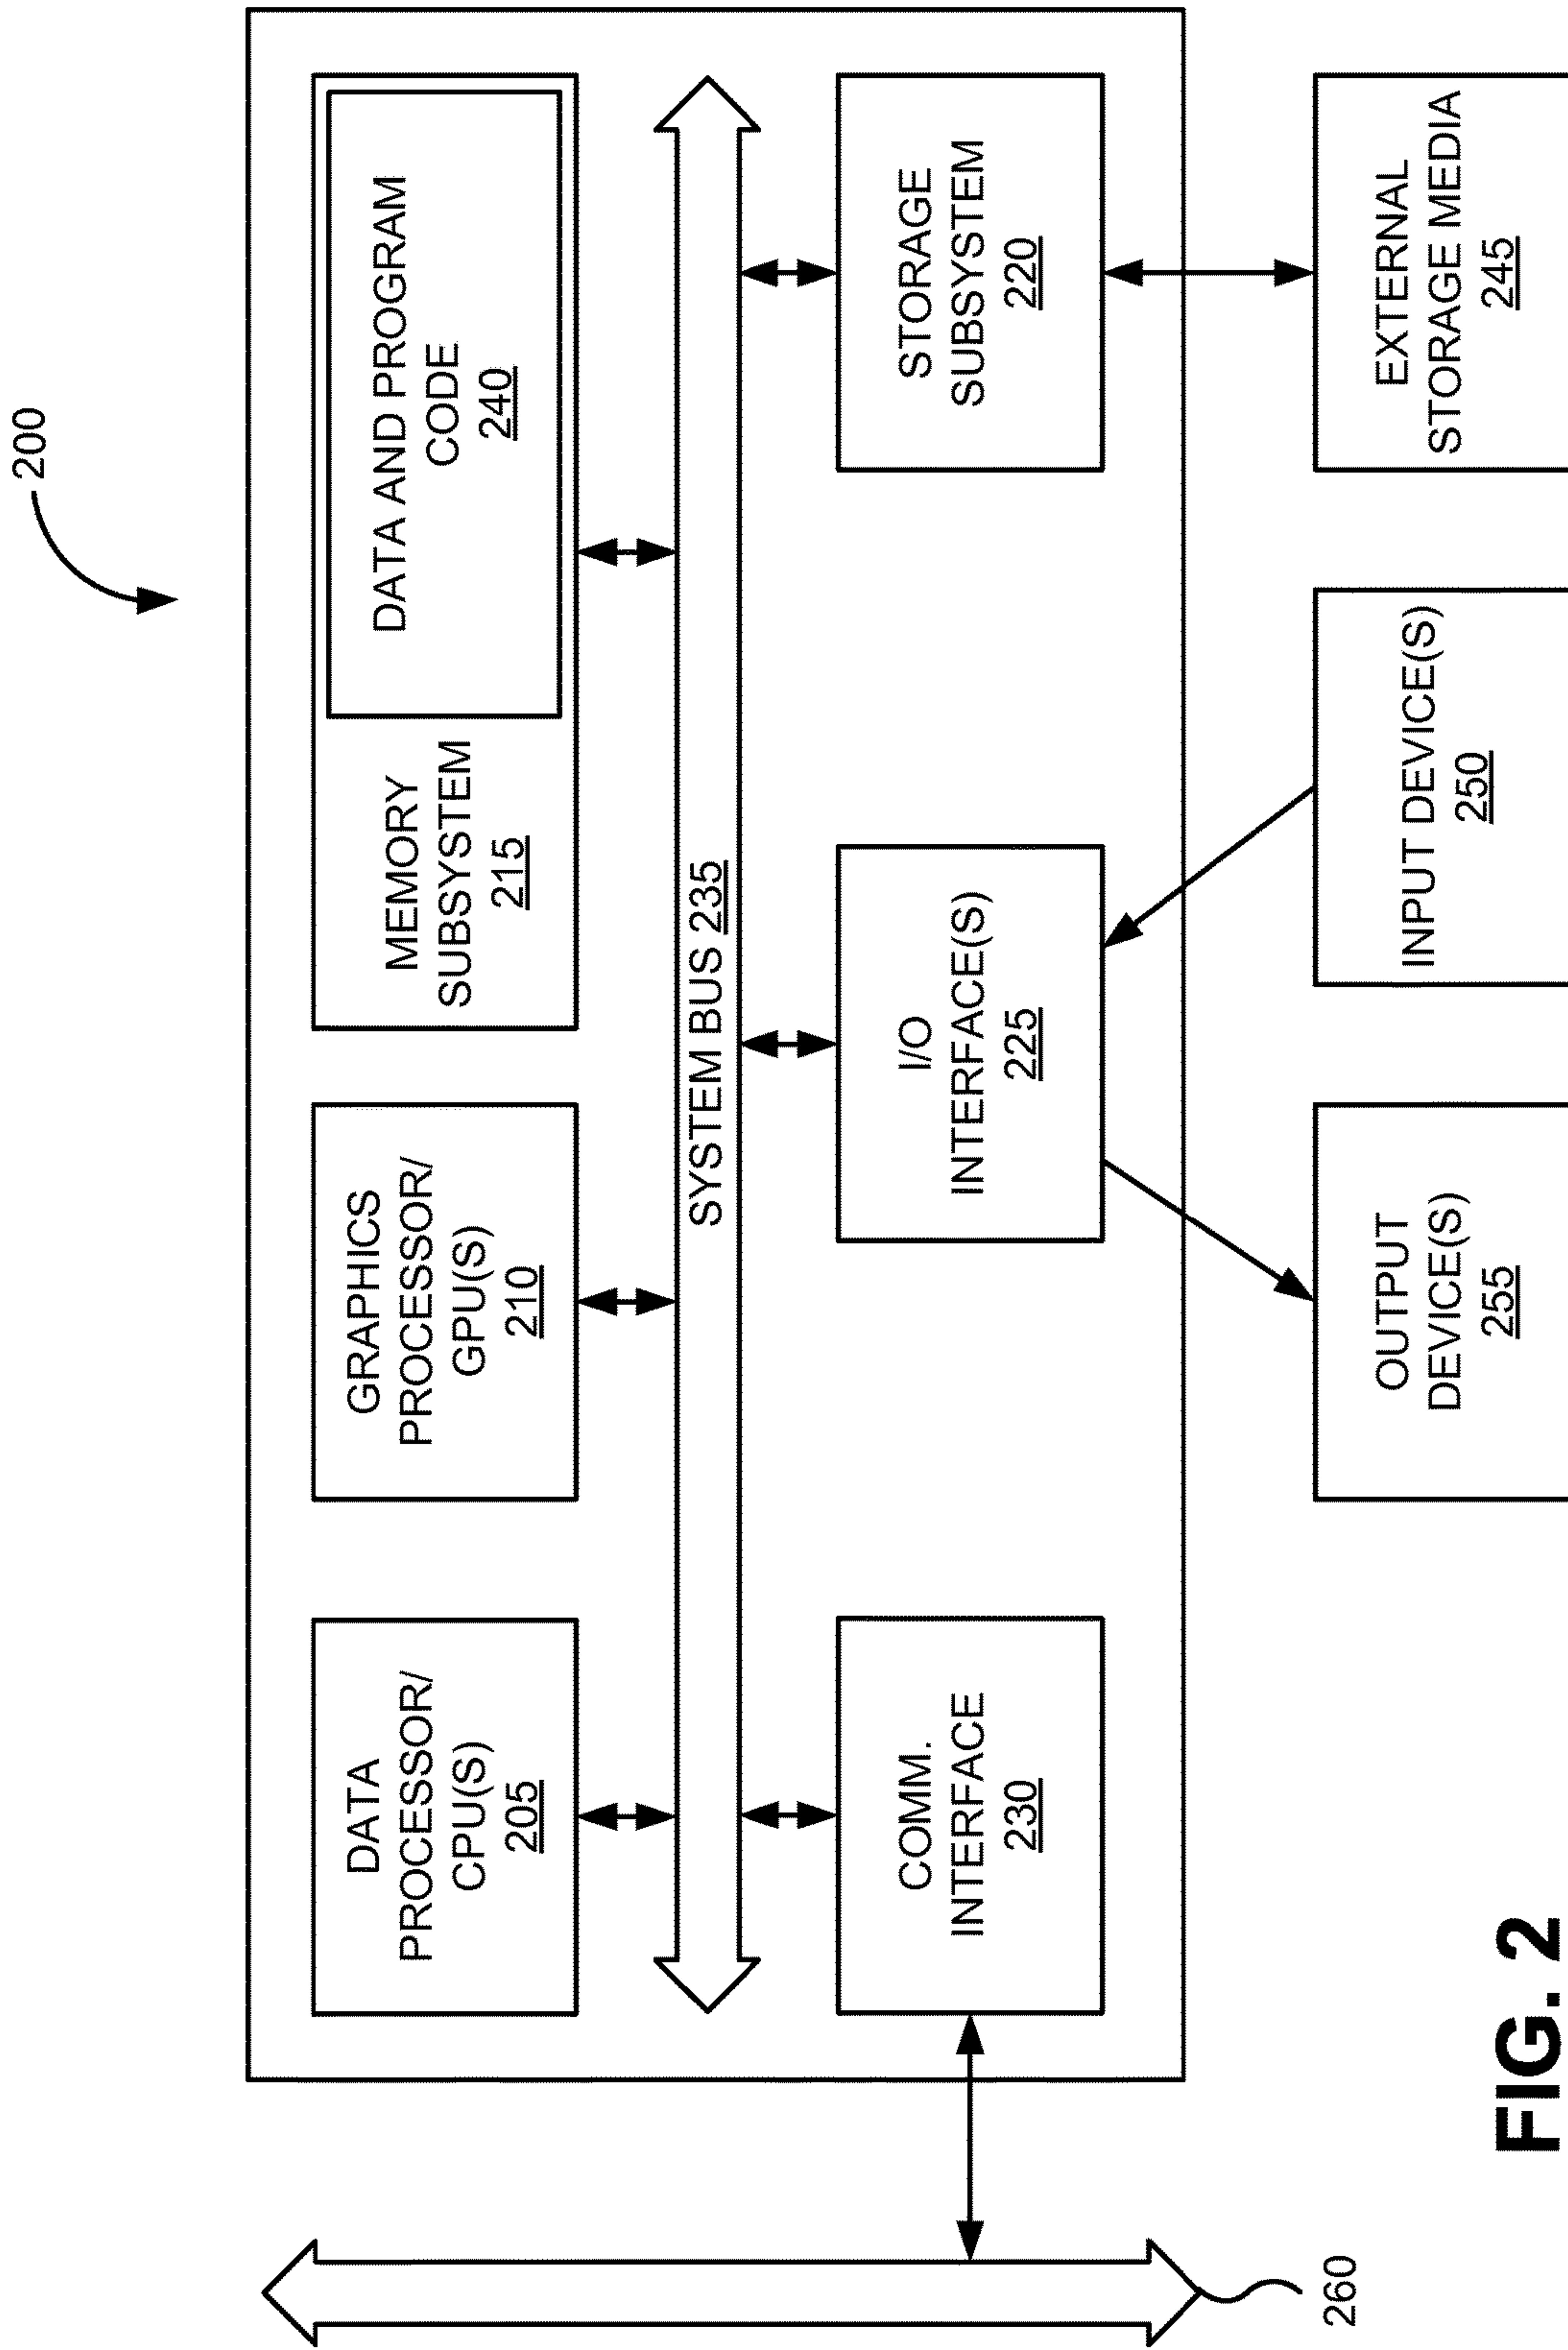 200
DATA
PROCESSOR/
CPU(S)
205
GRAPHICS
PROCESSOR/
GPU(S)
210
MEMORY
SUBSYSTEM
215
DATA AND PROGRAM
CODE
240
SYSTEM BUS 235
COMM.
INTERFACE
230
I/O
INTERFACE(S)
225
STORAGE
SUBSYSTEM
220
260
OUTPUT
DEVICE(S)
255
INPUT DEVICE(S)
250
EXTERNAL
STORAGE MEDIA
245
FIG. 2